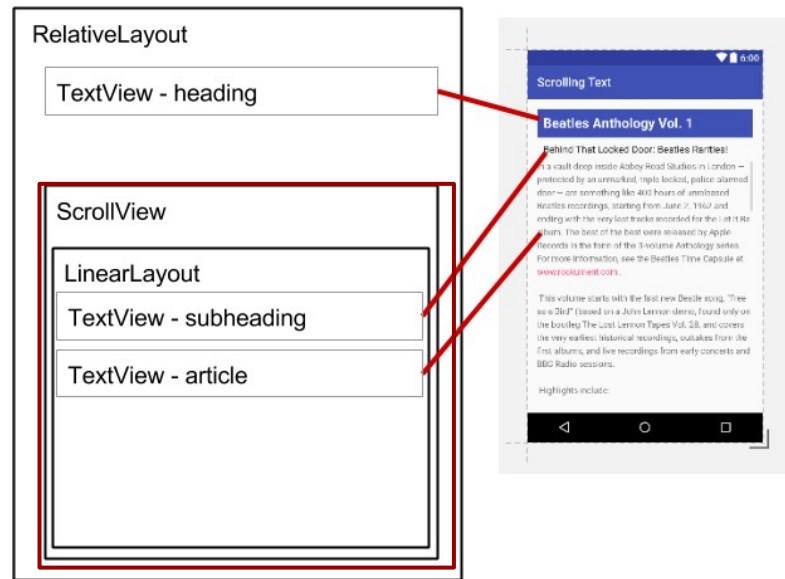 RelativeLayout
TextView - heading
ScrollView
LinearLayout
TextView - subheading
TextView - article
6:00
Scrolling Text
Beatles Anthology Vol. 1
Behind That Locked Door: Beatles Rarities!
In a vault deep inside Abbey Road Studios in London —
protected by an unmarked, triple locked, police alarmed
door — are something like 400 hours of unreleased
Beatles recordings, starting from June 2, 1962 and
ending with the very last tracks recorded for the Let It Be
album. The best of the best were released by Apple
Records in the form of the 3-volume Anthology series.
For more information, see the Beatles Time Capsule at
www.rockument.com.
This volume starts with the first new Beatle song, "Free
as a Bird" (based on a John Lennon demo, found only on
the bootleg The Lost Lennon Tapes Vol. 28, and covers
the very earliest historical recordings, outtakes from the
first albums, and live recordings from early concerts and
BBC Radio sessions.
Highlights include: